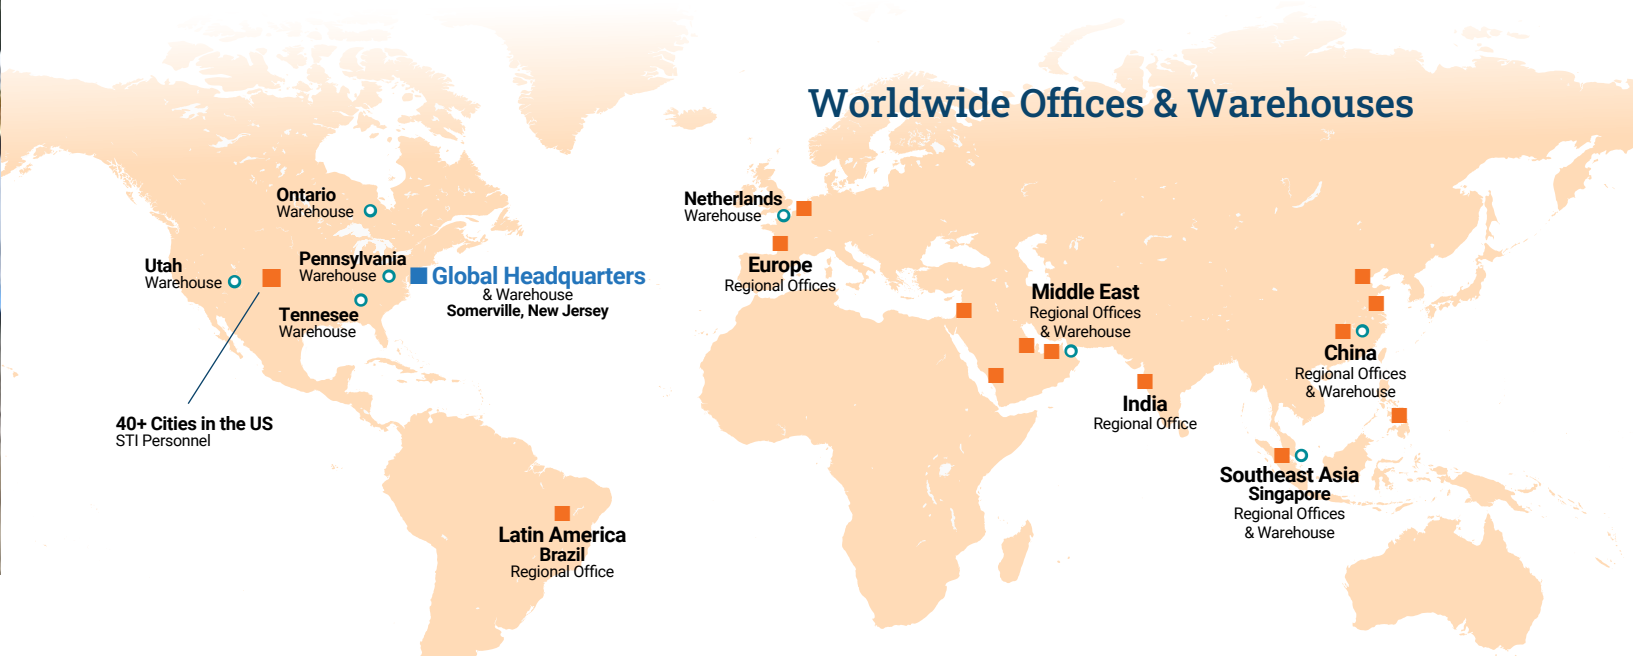 Worldwide Offices & Warehouses
Ontario
Warehouse
Utah
Warehouse
Pennsylvania
Warehouse
Global Headquarters
& Warehouse
Somerville, New Jersey
Tennesee
Warehouse
40+ Cities in the US
STI Personnel
Latin America
Brazil
Regional Office
Netherlands
Warehouse
Europe
Regional Offices
Middle East
Regional Offices
& Warehouse
India
Regional Office
China
Regional Offices
& Warehouse
Southeast Asia
Singapore
Regional Offices
& Warehouse